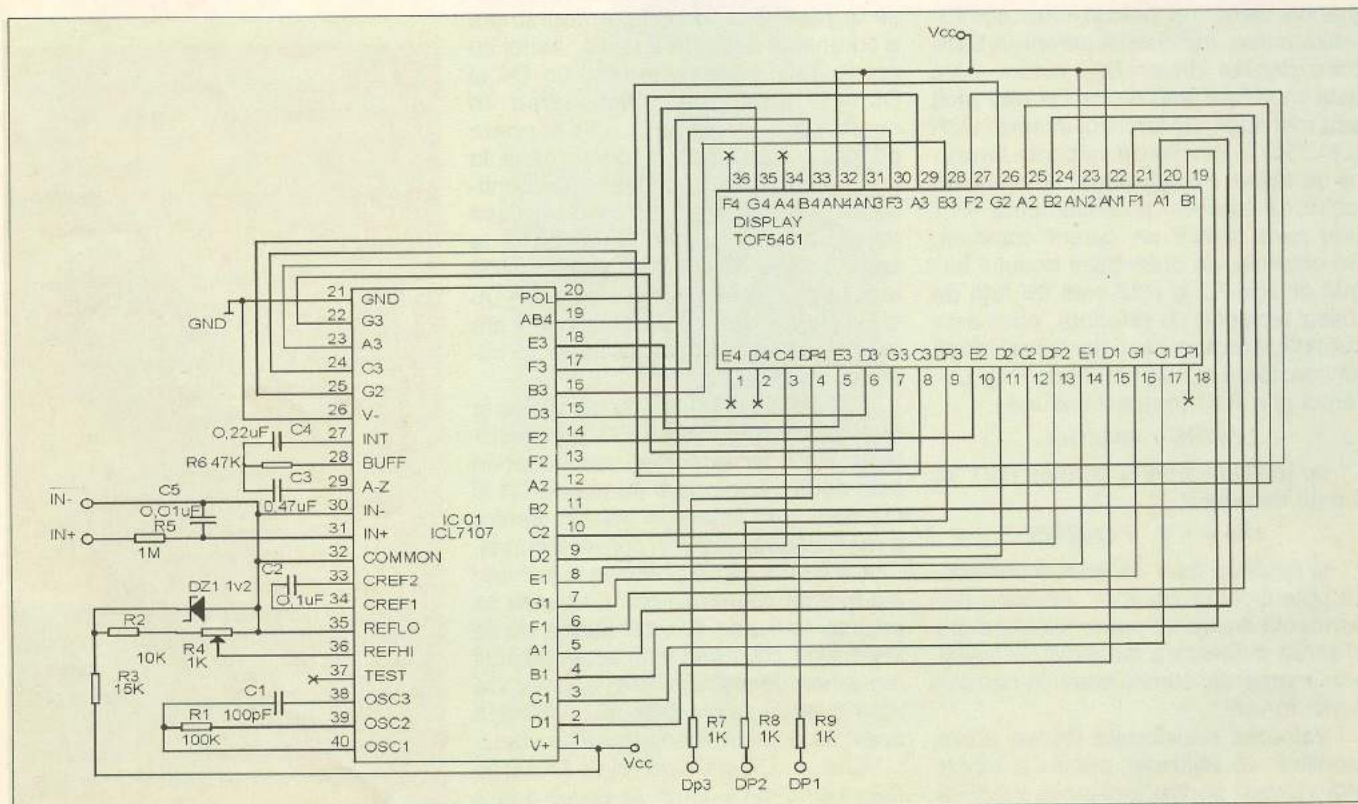 Vcc
36 35 34 33 32 31 30 29 28 27 26 25 24 23 22 21 20 19
F4 G4 A4 B4 AN4 AN3 F3 A3 B3 F2 G2 A2 B2 AN2 AN1 F1 A1 B1
DISPLAY
TOF5461
E4 D4 C4 DP4 E3 D3 G3 C3 DP3 E2 D2 C2 DP2 E1 D1 G1 C1 DP1
1 2 3 4 5 6 7 8 9 10 11 12 13 14 15 16 17 18
GND
21 GND POL 20
22 G3 AB4 19
23 A3 E3 18
24 C3 F3 17
25 G2 B3 16
26 V- D3 15
27 INT E2 14
28 BUFF F2 13
29 A-Z A2 12
30 IN- B2 11
31 IN+ C2 10
32 COMMON D2 9
33 CREF2 E1 8
34 CREF1 G1 7
35 REFLO F1 6
36 REFHI A1 5
37 TEST B1 4
38 OSC3 C1 3
39 OSC2 D1 2
40 OSC1 V+ 1
IC 01
ICL7107
0,22uF C4
R6 47K
C3
0,47uF
IN-
C5
0,01uF
IN+
R5
1M
C2
0,1uF
DZ1 1v2
R2
10K
R4
1K
R3
15K
C1
100pF
R1
100K
Vcc
R7
1K
R8
1K
R9
1K
Dp3 DP2 DP1